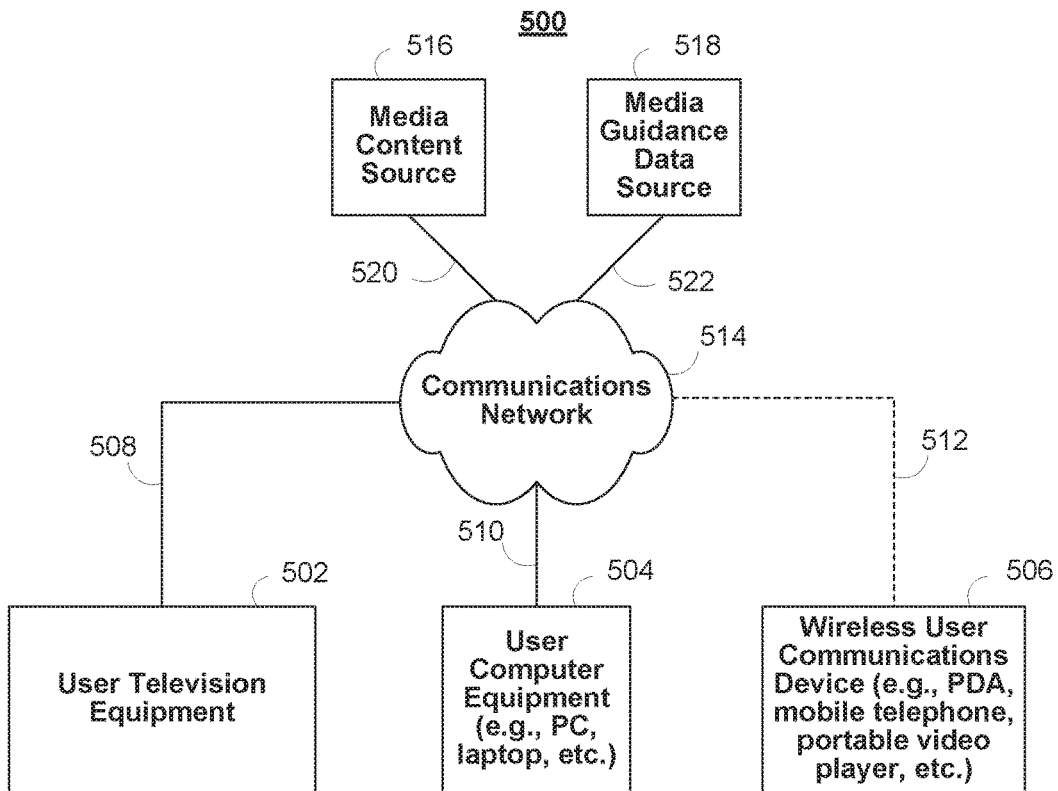 500
516
518
Media
Content
Source
Media
Guidance
Data
Source
520
522
514
Communications
Network
508
512
510
502
504
506
User Television
Equipment
User
Computer
Equipment
(e.g., PC,
laptop, etc.)
Wireless User
Communications
Device (e.g., PDA,
mobile telephone,
portable video
player, etc.)